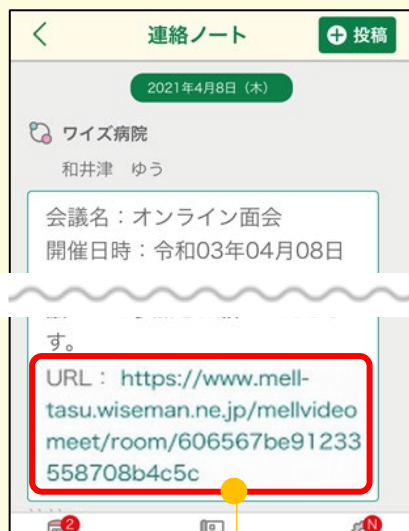 連絡ノート
投稿
2021年4月8日（木）
ワイズ病院
和井津　ゆう
会議名：オンライン面会
開催日時：令和03年04月08日
す。
URL： https://www.mell-
tasu.wiseman.ne.jp/mellvideo
meet/room/606567be91233
558708b4c5c
2
N